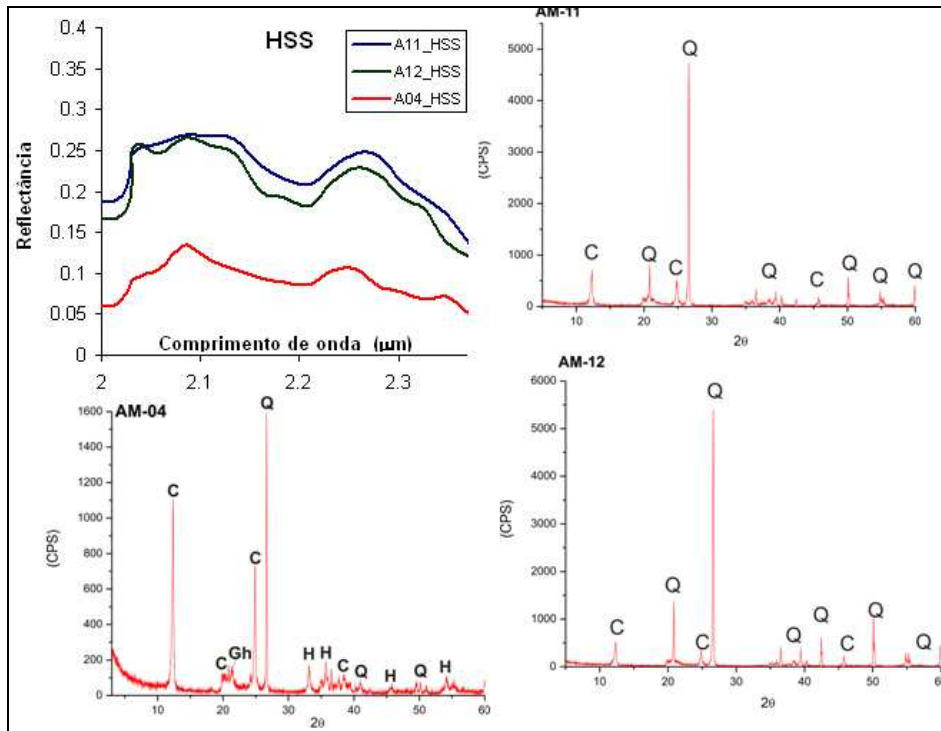 HSS
A11_HSS
A12_HSS
A04_HSS
0.4
0.35
0.3
0.25
0.2
0.15
0.1
0.05
0
Reflectância
Comprimento de onda (µm)
2 2.1 2.2 2.3
AM-11
5000
4000
3000
2000
1000
0
(CPS)
C Q C Q Q C Q Q Q
10 20 30 40 50 60
2θ
AM-04
1600
1400
1200
1000
800
600
400
200
0
(CPS)
C C Gh C Q H H C Q H Q H
10 20 30 40 50 60
2θ
AM-12
6000
5000
4000
3000
2000
1000
0
(CPS)
C Q C Q Q Q C Q Q
10 20 30 40 50 60
2θ